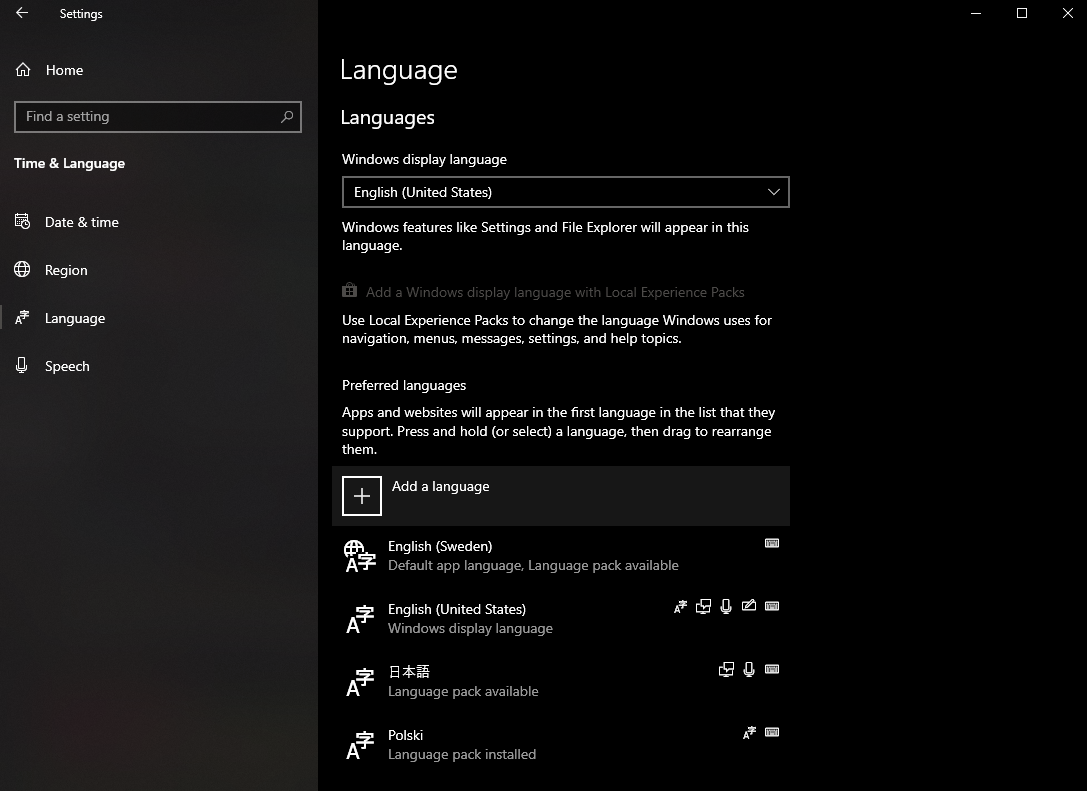 Settings
Home
Find a setting
Time & Language
Date & time
Region
Language
Speech
Language
Languages
Windows display language
English (United States)
Windows features like Settings and File Explorer will appear in this
language.
Add a Windows display language with Local Experience Packs
Use Local Experience Packs to change the language Windows uses for
navigation, menus, messages, settings, and help topics.
Preferred languages
Apps and websites will appear in the first language in the list that they
support. Press and hold (or select) a language, then drag to rearrange
them.
Add a language
English (Sweden)
Default app language, Language pack available
English (United States)
Windows display language
日本語
Language pack available
Polski
Language pack installed